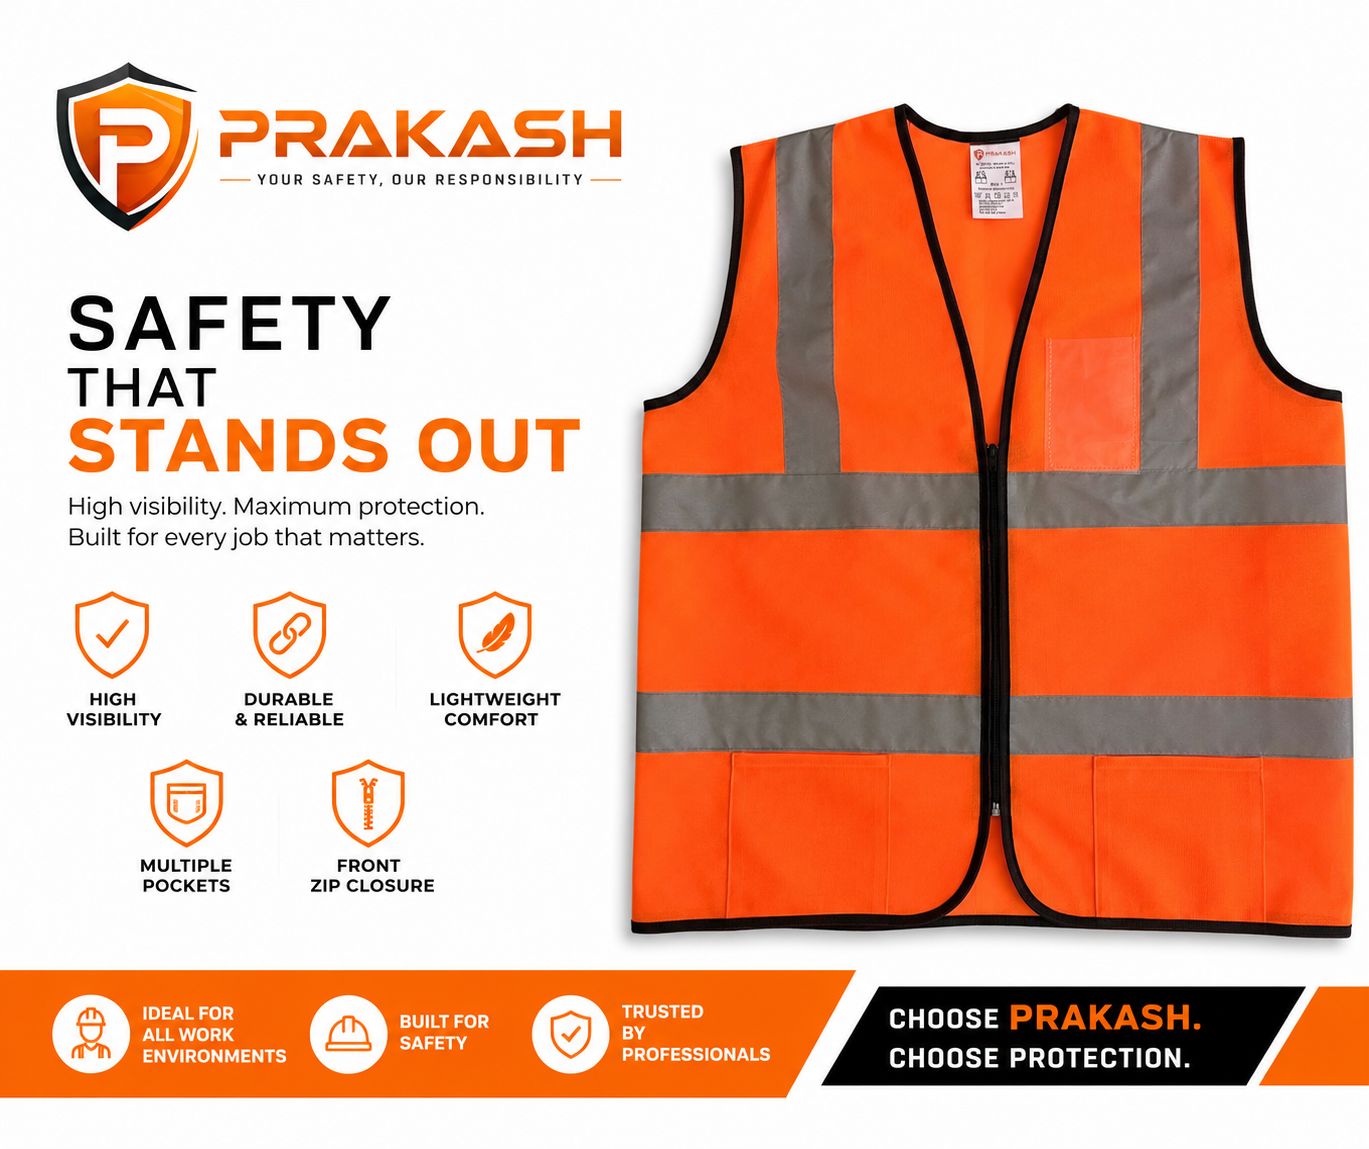 PRAKASH
YOUR SAFETY, OUR RESPONSIBILITY
SAFETY
THAT
STANDS OUT
High visibility. Maximum protection.
Built for every job that matters.
HIGH
VISIBILITY
DURABLE
& RELIABLE
LIGHTWEIGHT
COMFORT
MULTIPLE
POCKETS
FRONT
ZIP CLOSURE
PRAKASH
IDEAL FOR
ALL WORK
ENVIRONMENTS
BUILT FOR
SAFETY
TRUSTED
BY
PROFESSIONALS
CHOOSE PRAKASH.
CHOOSE PROTECTION.